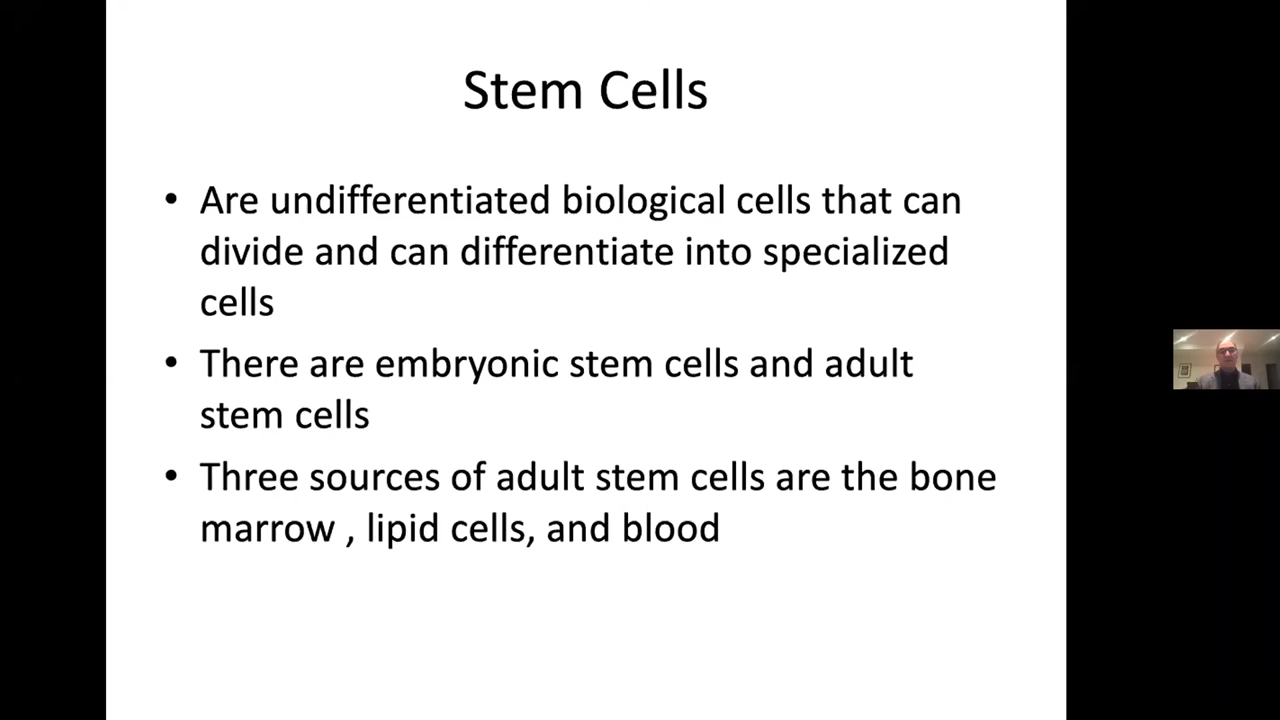 Stem Cells
• Are undifferentiated biological cells that can
divide and can differentiate into specialized
cells
• There are embryonic stem cells and adult
stem cells
• Three sources of adult stem cells are the bone
marrow , lipid cells, and blood